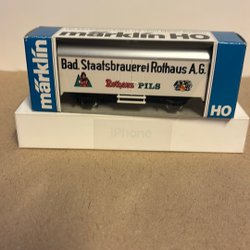 märklin HO
märklin
Bad. Staatsbrauerei Rothaus A.G.
Rothaus PILS
HO
iPhone